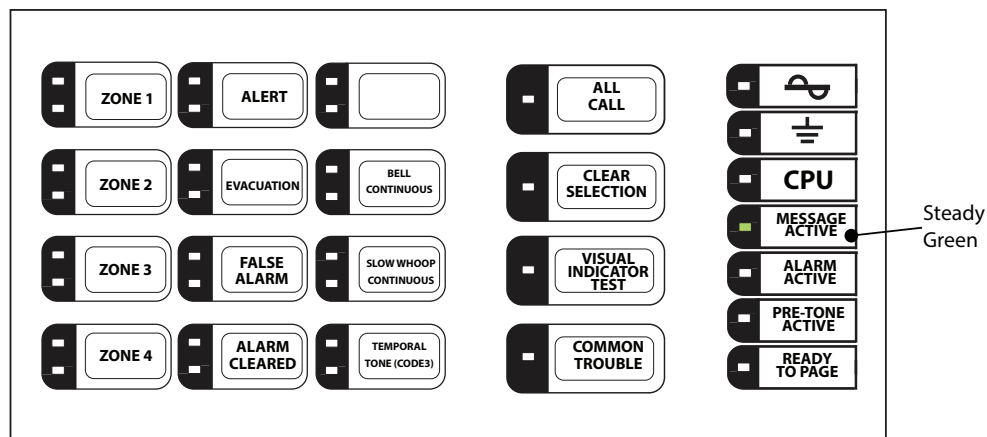 ZONE 1
ALERT
ALL
CALL
ZONE 2
EVACUATION
BELL
CONTINUOUS
CLEAR
SELECTION
CPU
MESSAGE
ACTIVE
Steady
Green
ZONE 3
FALSE
ALARM
SLOW WHOOP
CONTINUOUS
VISUAL
INDICATOR
TEST
ALARM
ACTIVE
PRE-TONE
ACTIVE
ZONE 4
ALARM
CLEARED
TEMPORAL
TONE (CODE3)
COMMON
TROUBLE
READY
TO PAGE